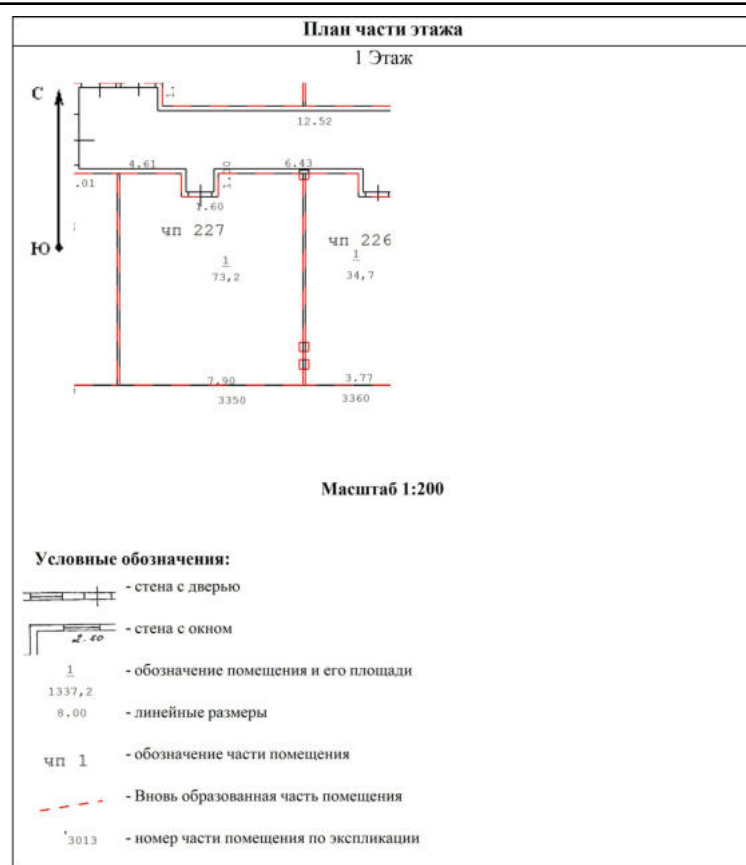 План части этажа
1 Этаж
С
12.52
4.61
6.43
.01
1.60
чп 227
чп 226
Ю
1
73,2
1
34,7
7.90
3.77
3350
3360
Масштаб 1:200
Условные обозначения:
- стена с дверью
- стена с окном
2.80
1
1337,2
- обозначение помещения и его площади
8.00
- линейные размеры
чп 1
- обозначение части помещения
- Вновь образованная часть помещения
'3013
- номер части помещения по экспликации